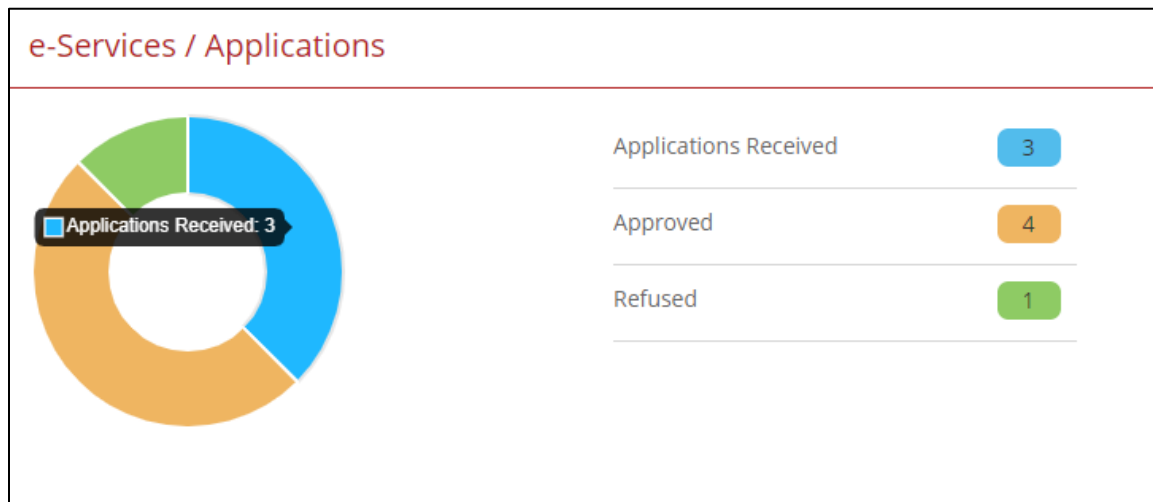 e-Services / Applications
Applications Received: 3
Applications Received 3
Approved 4
Refused 1